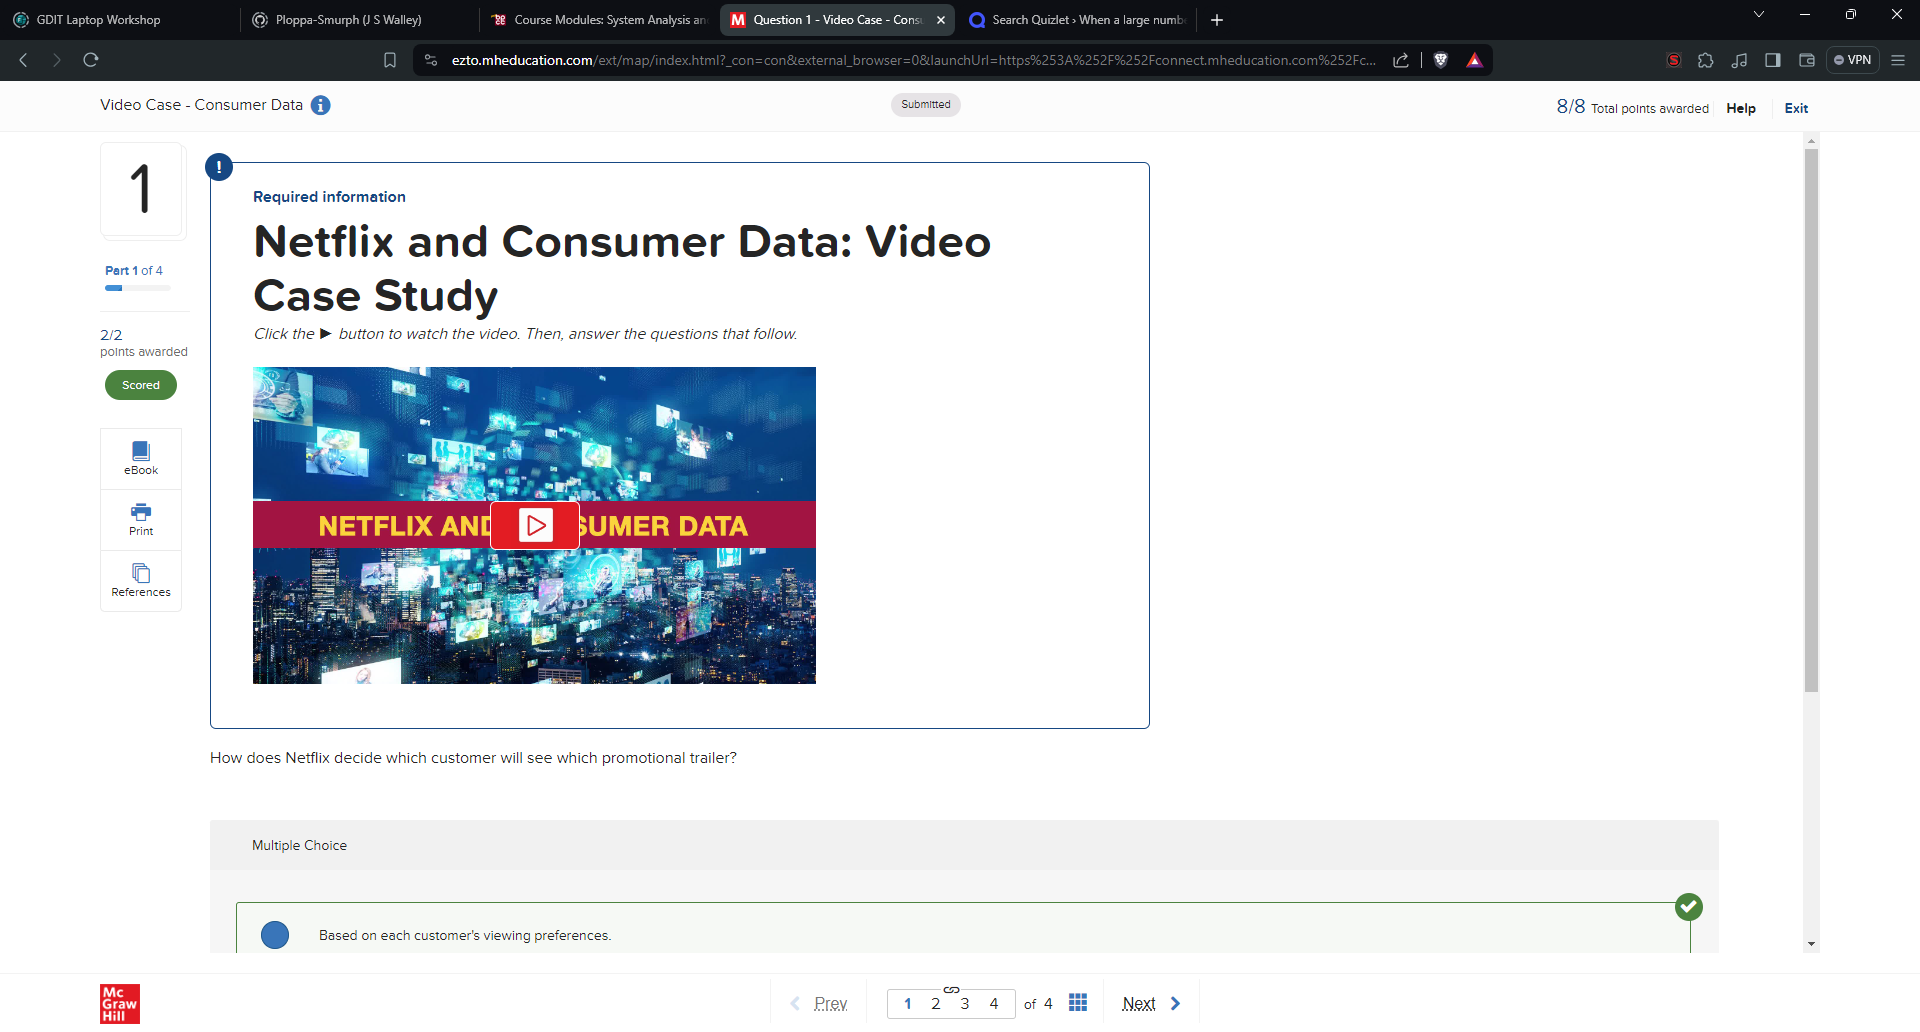 GDIT Laptop Workshop
Ploppa-Smurph (J S Walley)
Course Modules: System Analysis an
Question 1 - Video Case - Cons
Search Quizlet › When a large numb
ezto.mheducation.com/ext/map/index.html?_con=con&external_browser=0&launchUrl=https%253A%252F%252Fconnect.mheducation.com%252Fc...
VPN
Video Case - Consumer Data
Submitted
8/8 Total points awarded
Help
Exit
1
Part 1 of 4
2/2
points awarded
Scored
eBook
Print
References
Required information
Netflix and Consumer Data: Video
Case Study
Click the ► button to watch the video. Then, answer the questions that follow.
NETFLIX AND SUMER DATA
How does Netflix decide which customer will see which promotional trailer?
Multiple Choice
Based on each customer's viewing preferences.
Mc
Graw
Hill
Prev
1 2 3 4 of 4
Next